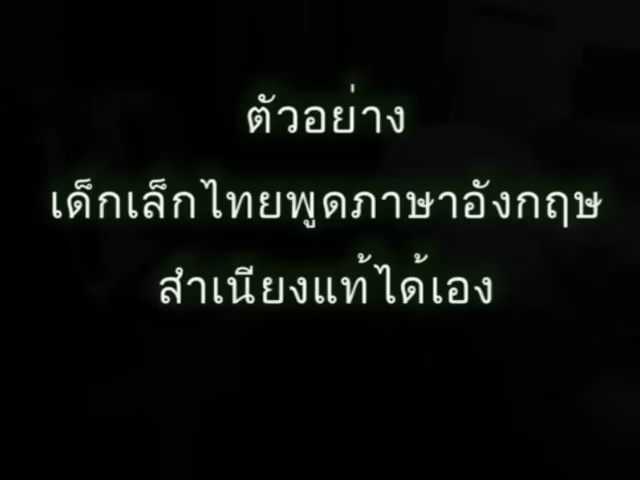 ตัวอย่าง
เด็กเล็กไทยพูดภาษาอังกฤษ
สำเนียงแท้ได้เอง